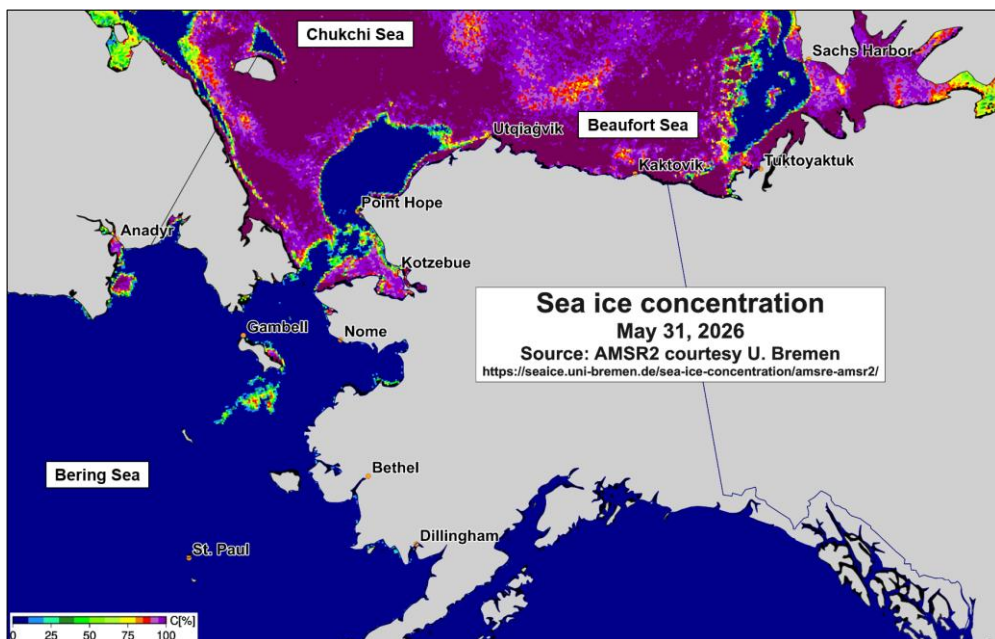 Chukchi Sea
Sachs Harbor
Utqiaġvik
Beaufort Sea
Kaktovik
Tuktoyaktuk
Point Hope
Anadyr
Kotzebue
Sea ice concentration
May 31, 2026
Source: AMSR2 courtesy U. Bremen
https://seaice.uni-bremen.de/sea-ice-concentration/amsre-amsr2/
Gambell
Nome
Bering Sea
Bethel
Dillingham
St. Paul
C[%]
0 25 50 75 100